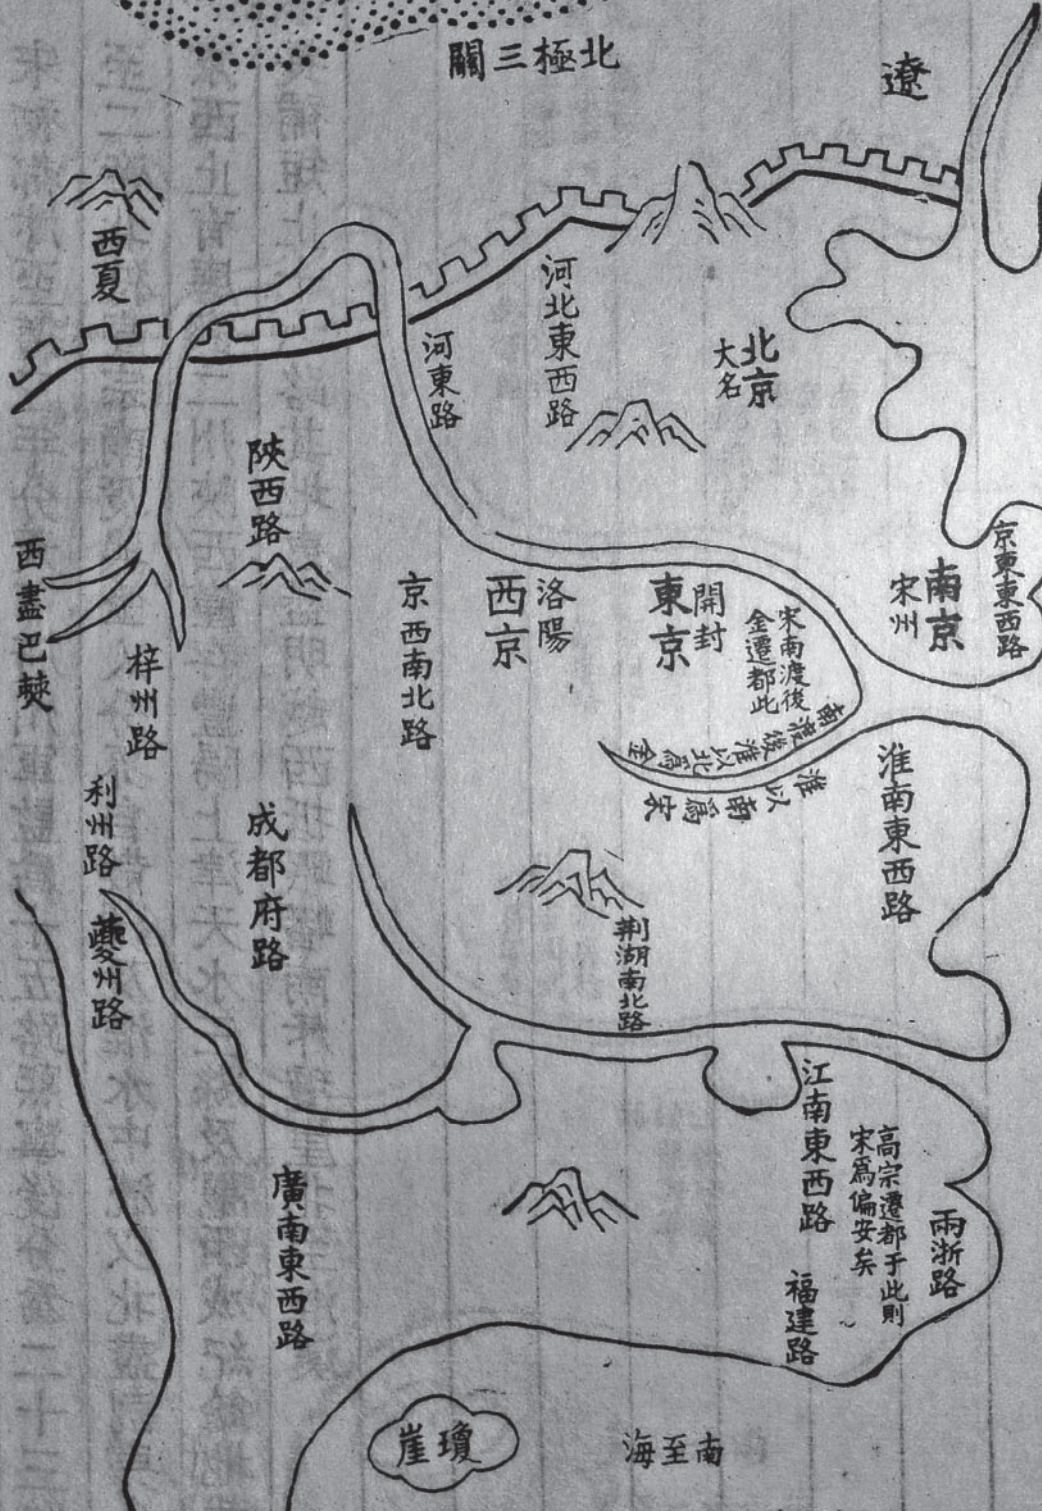 北極三關
遼
西夏
河北東西路
北京
大名
河東路
陝西路
西盡巴僰
京東東西路
南京
宋州
東京
開封
宋南渡後
金遷都此
西京
洛陽
京西南北路
梓州路
南渡後淮以北爲金
淮以南爲宋
淮南東西路
利州路
成都府路
夔州路
荆湖南北路
江南東西路
高宗遷都于此則
宋爲偏安矣
兩浙路
福建路
廣南東西路
瓊崖
南至海